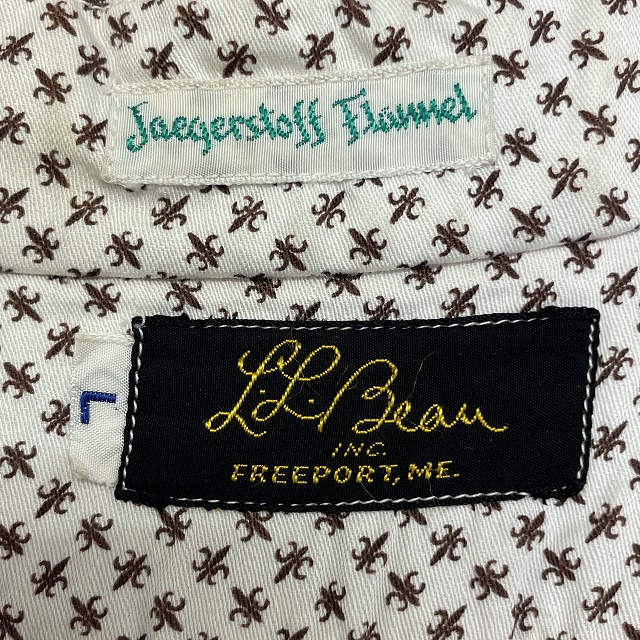 Jaegerstoff Flannel
L
L.L.Bean
INC.
FREEPORT, ME.